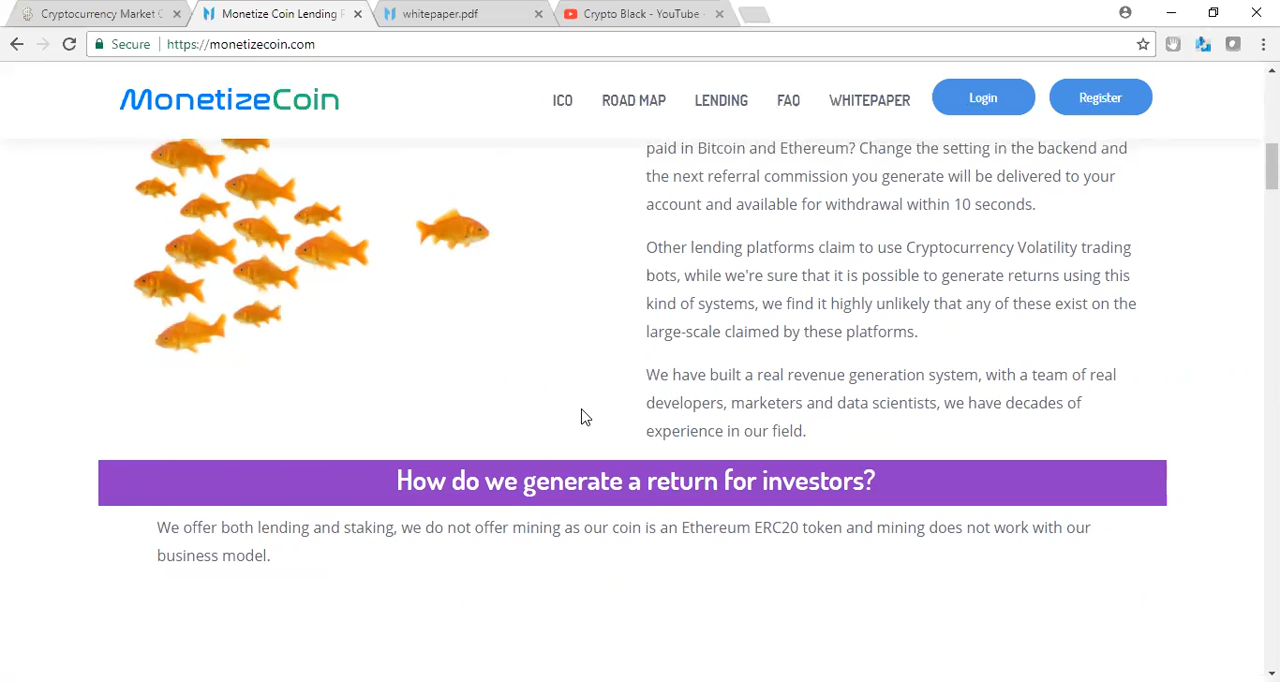 Cryptocurrency Market C
Monetize Coin Lending P
whitepaper.pdf
Crypto Black - YouTube
Secure
https://monetizecoin.com
MonetizeCoin
ICO
ROAD MAP
LENDING
FAQ
WHITEPAPER
Login
Register
paid in Bitcoin and Ethereum? Change the setting in the backend and
the next referral commission you generate will be delivered to your
account and available for withdrawal within 10 seconds.
Other lending platforms claim to use Cryptocurrency Volatility trading
bots, while we're sure that it is possible to generate returns using this
kind of systems, we find it highly unlikely that any of these exist on the
large-scale claimed by these platforms.
We have built a real revenue generation system, with a team of real
developers, marketers and data scientists, we have decades of
experience in our field.
How do we generate a return for investors?
We offer both lending and staking, we do not offer mining as our coin is an Ethereum ERC20 token and mining does not work with our
business model.